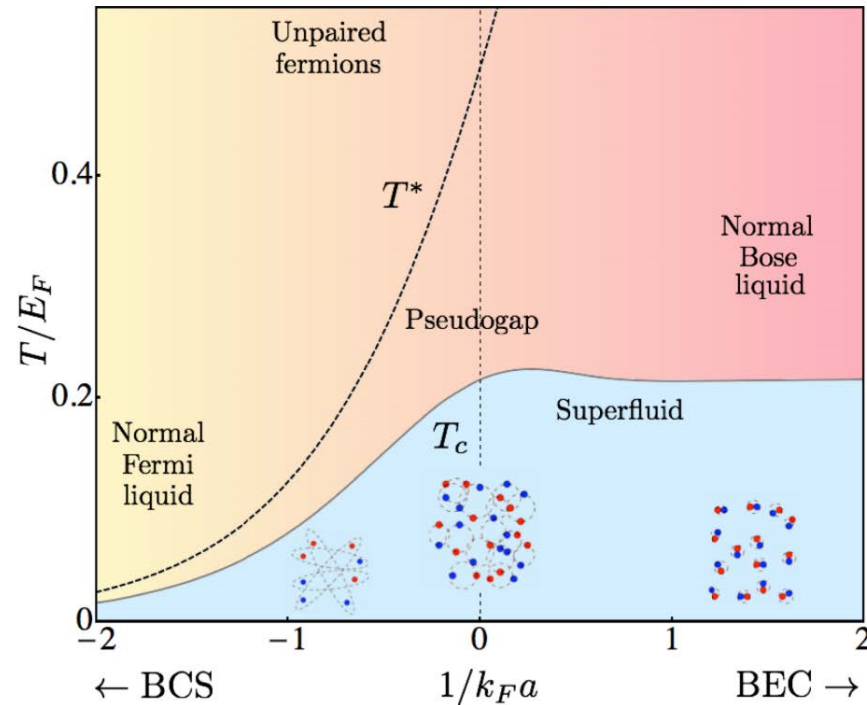 Unpaired
fermions
0.4
T*
Normal
Bose
liquid
T/E_F
Pseudogap
0.2
Superfluid
Normal
Fermi
liquid
T_c
0
−2 −1 0 1 2
← BCS 1/k_F a BEC →